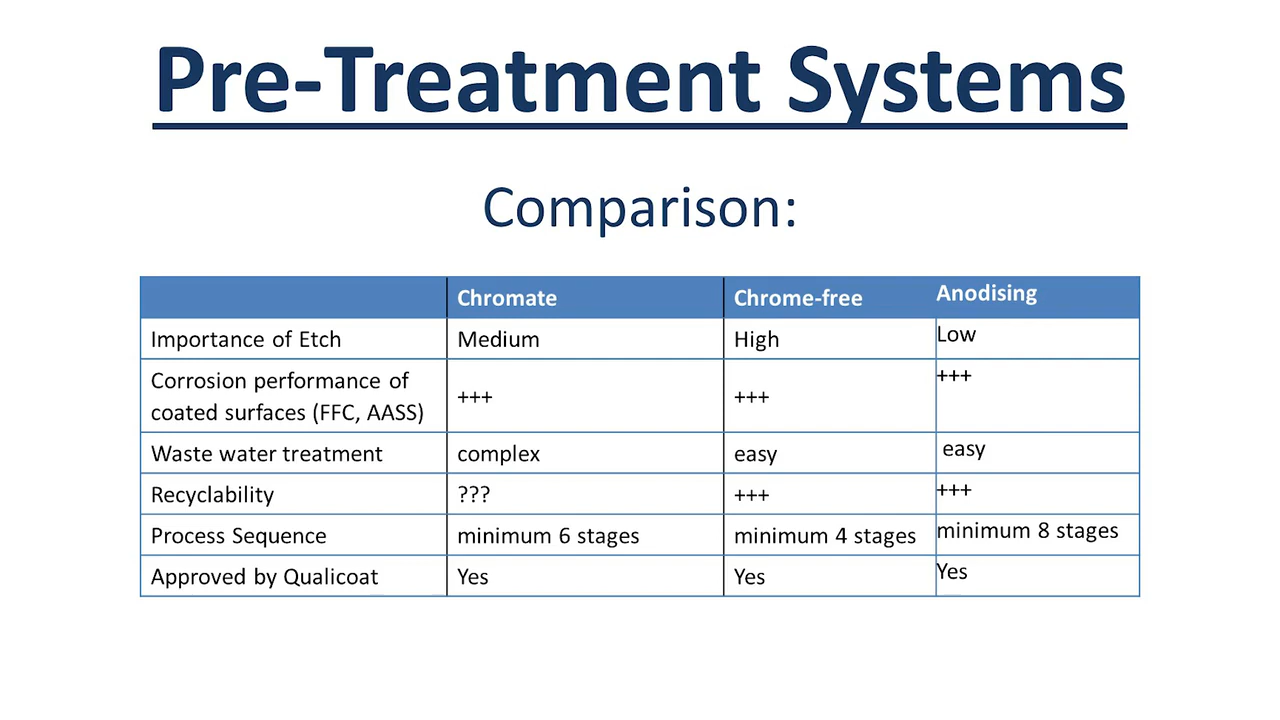 Pre-Treatment Systems
Comparison:
Chromate Chrome-free Anodising
Importance of Etch Medium High Low
Corrosion performance of
coated surfaces (FFC, AASS) +++ +++ +++
Waste water treatment complex easy easy
Recyclability ??? +++ +++
Process Sequence minimum 6 stages minimum 4 stages minimum 8 stages
Approved by Qualicoat Yes Yes Yes